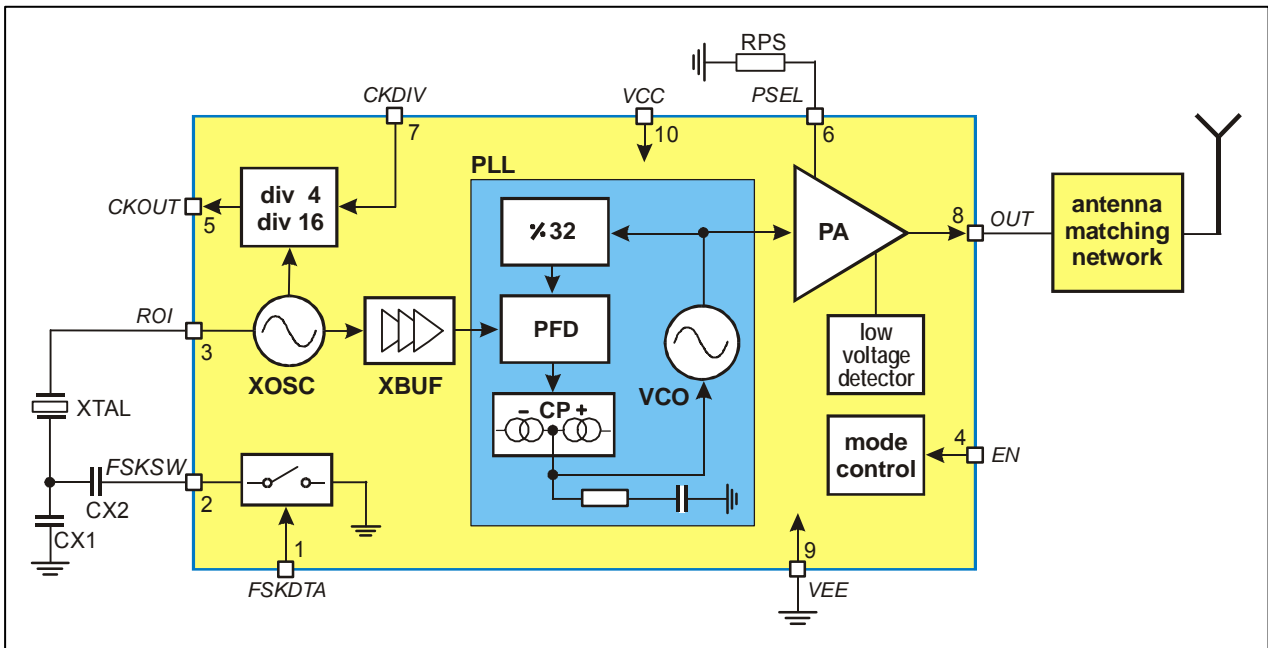 RPS
CKDIV
VCC
PSEL
7
10
6
PLL
div 4
div 16
CKOUT
5
٪32
PA
8
OUT
antenna
matching
network
ROI
3
XOSC
XBUF
PFD
VCO
low
voltage
detector
XTAL
- CP +
mode
control
4
EN
FSKSW
2
CX2
CX1
1
FSKDTA
9
VEE